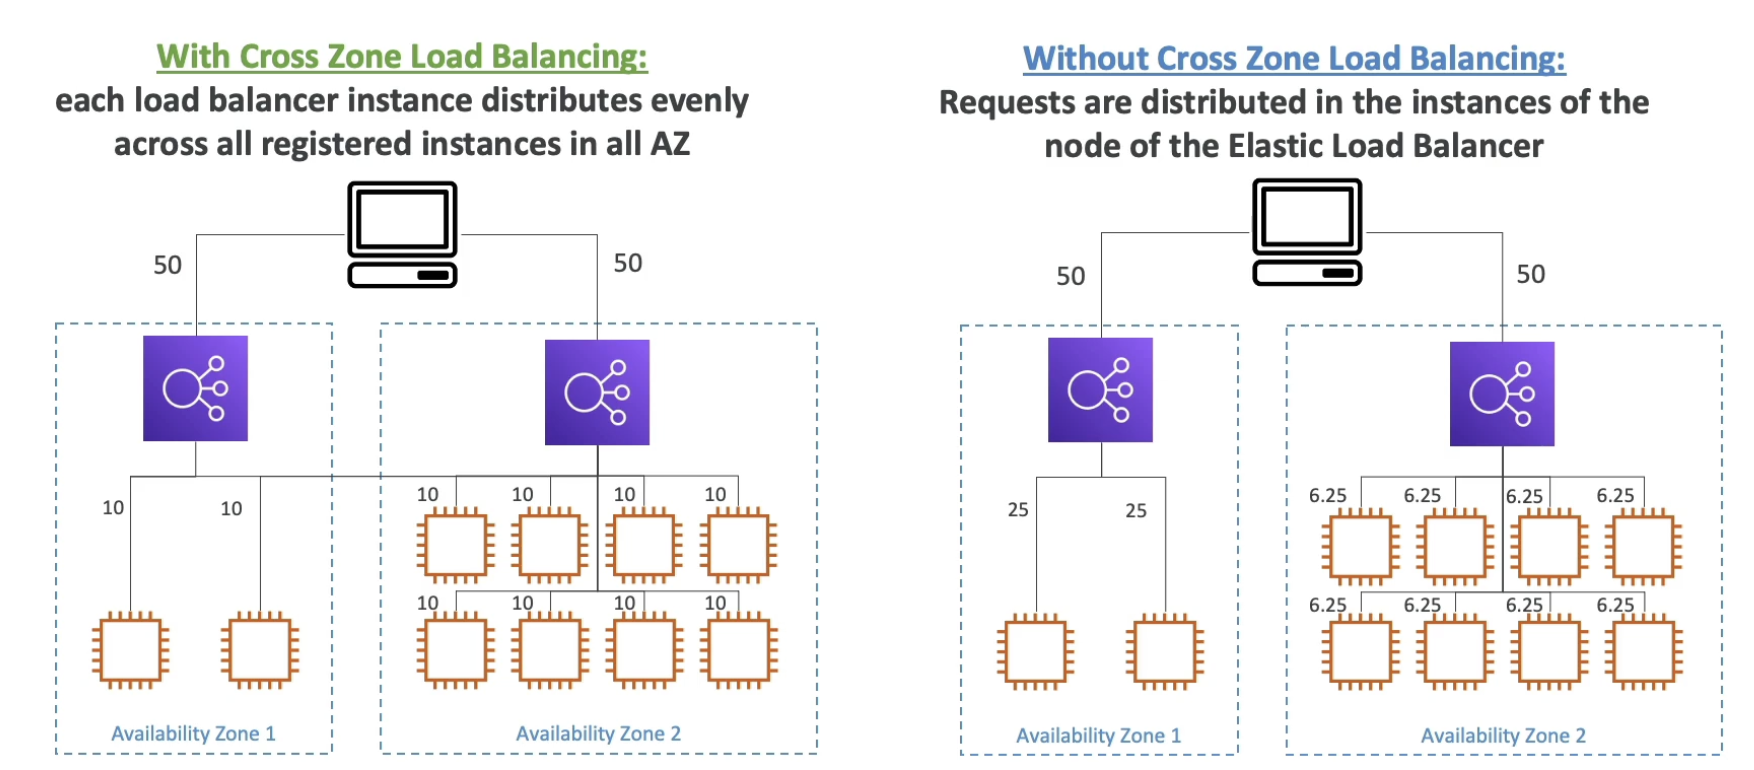 With Cross Zone Load Balancing:
each load balancer instance distributes evenly
across all registered instances in all AZ
50
50
10
10
10
10
10
10
10
10
10
10
Availability Zone 1
Availability Zone 2
Without Cross Zone Load Balancing:
Requests are distributed in the instances of the
node of the Elastic Load Balancer
50
50
25
25
6.25
6.25
6.25
6.25
6.25
6.25
6.25
6.25
Availability Zone 1
Availability Zone 2